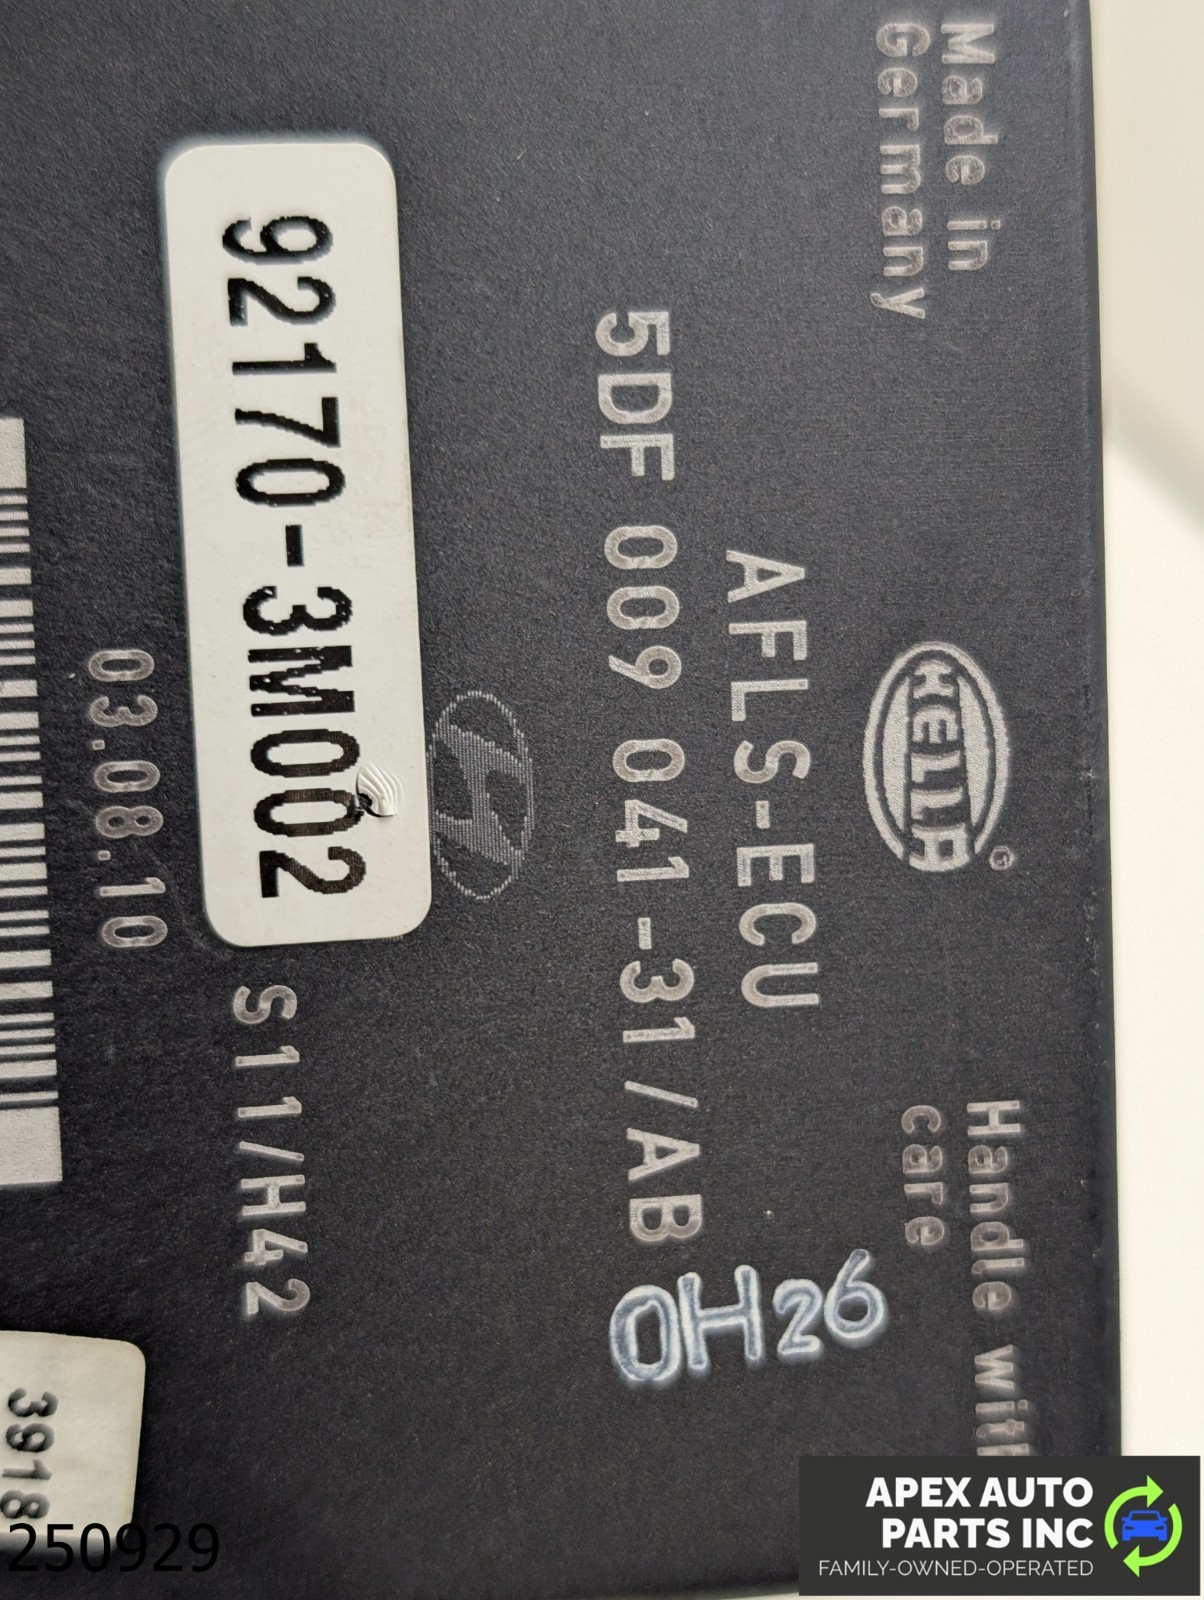 Made in
Germany
HELLA
Handle with
care
AFLS-ECU
5DF 009 041-31/AB
0H26
92170-3M002
S11/H42
03.08.10
3918
250929
APEX AUTO
PARTS INC
FAMILY-OWNED-OPERATED